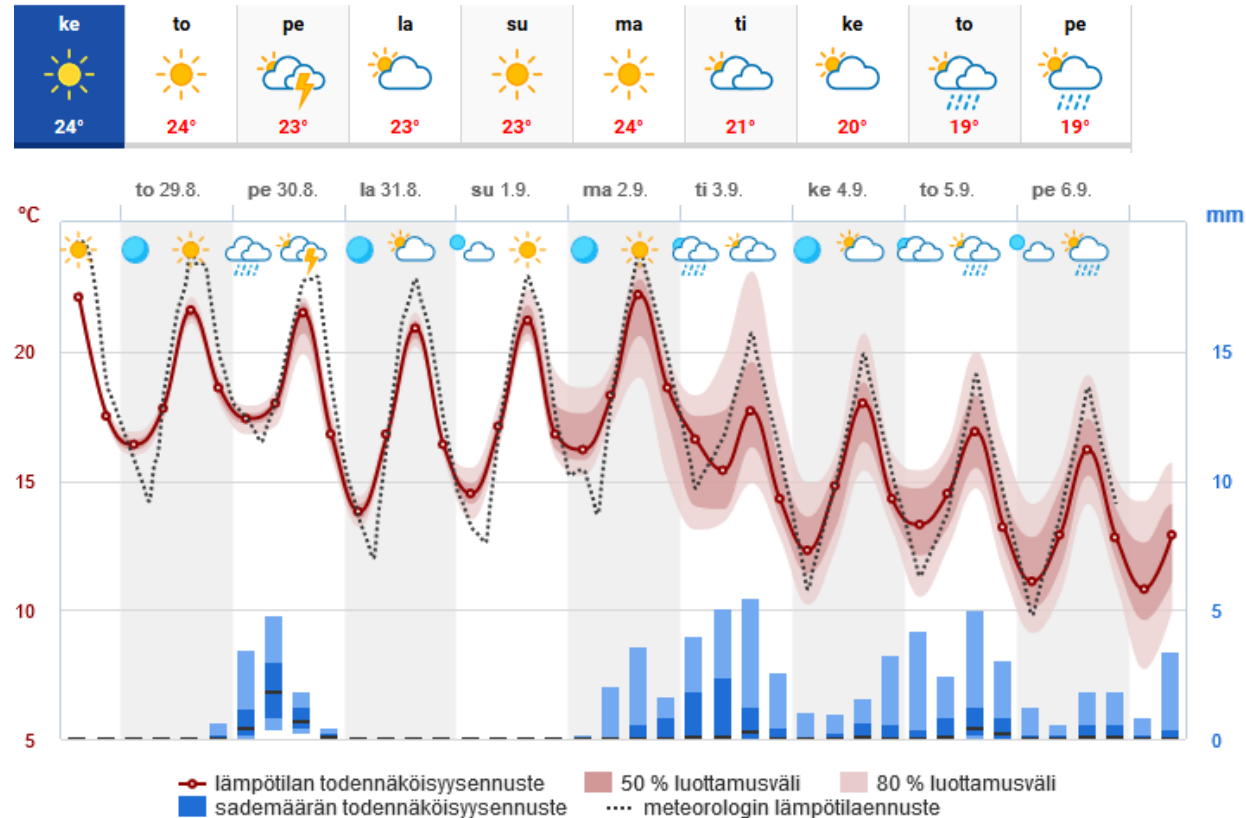 ke to pe la su ma ti ke to pe
24° 24° 23° 23° 23° 24° 21° 20° 19° 19°
to 29.8. pe 30.8. la 31.8. su 1.9. ma 2.9. ti 3.9. ke 4.9. to 5.9. pe 6.9.
°C mm
20 15
15 10
10 5
5 0
lämpötilan todennäköisyysennuste 50 % luottamusväli 80 % luottamusväli
sademäärän todennäköisyysennuste meteorologin lämpötilaennuste